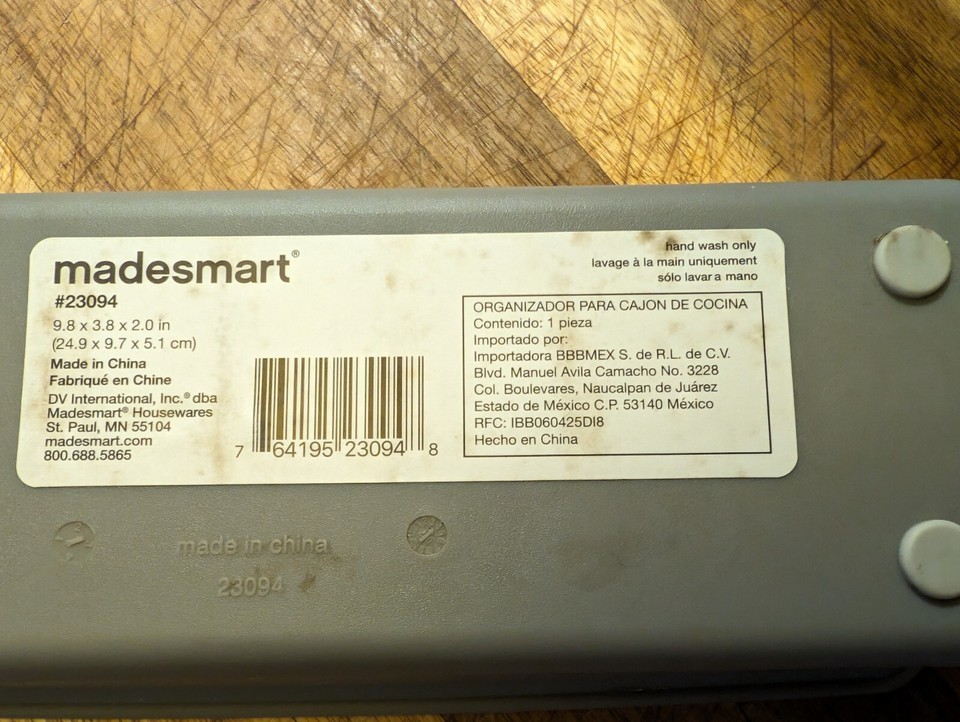 madesmart®
#23094
9.8 x 3.8 x 2.0 in
(24.9 x 9.7 x 5.1 cm)
Made in China
Fabriqué en Chine
DV International, Inc.® dba
Madesmart® Housewares
St. Paul, MN 55104
madesmart.com
800.688.5865
7 64195 23094 8
hand wash only
lavage à la main uniquement
sólo lavar a mano
ORGANIZADOR PARA CAJON DE COCINA
Contenido: 1 pieza
Importado por:
Importadora BBBMEX S. de R.L. de C.V.
Blvd. Manuel Avila Camacho No. 3228
Col. Boulevares, Naucalpan de Juárez
Estado de México C.P. 53140 México
RFC: IBB060425DI8
Hecho en China
made in china
23094